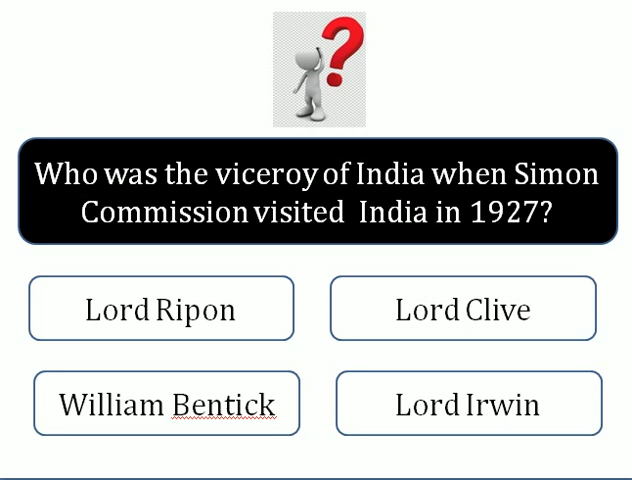 Who was the viceroy of India when Simon
Commission visited India in 1927?
Lord Ripon
Lord Clive
William Bentick
Lord Irwin